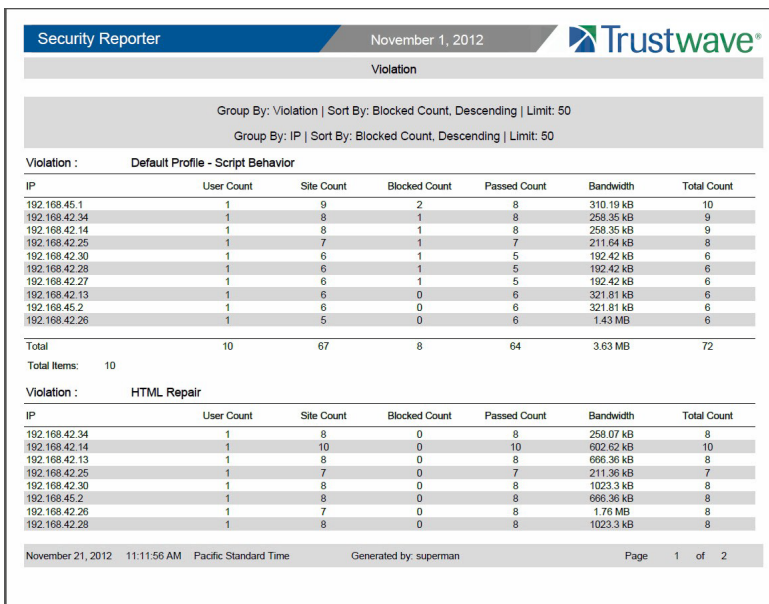 Security Reporter November 1, 2012 Trustwave®
Violation
Group By: Violation | Sort By: Blocked Count, Descending | Limit: 50
Group By: IP | Sort By: Blocked Count, Descending | Limit: 50
Violation : Default Profile - Script Behavior
IP User Count Site Count Blocked Count Passed Count Bandwidth Total Count
192.168.45.1 1 9 2 8 310.19 kB 10
192.168.42.34 1 8 1 8 258.35 kB 9
192.168.42.14 1 8 1 8 258.35 kB 9
192.168.42.25 1 7 1 7 211.64 kB 8
192.168.42.30 1 6 1 5 192.42 kB 6
192.168.42.28 1 6 1 5 192.42 kB 6
192.168.42.27 1 6 1 5 192.42 kB 6
192.168.42.13 1 6 0 6 321.81 kB 6
192.168.45.2 1 6 0 6 321.81 kB 6
192.168.42.26 1 5 0 6 1.43 MB 6
Total 10 67 8 64 3.63 MB 72
Total Items: 10
Violation : HTML Repair
IP User Count Site Count Blocked Count Passed Count Bandwidth Total Count
192.168.42.34 1 8 0 8 258.07 kB 8
192.168.42.14 1 10 0 10 602.62 kB 10
192.168.42.13 1 8 0 8 666.36 kB 8
192.168.42.25 1 7 0 7 211.36 kB 7
192.168.42.30 1 8 0 8 1023.3 kB 8
192.168.45.2 1 8 0 8 666.36 kB 8
192.168.42.26 1 7 0 8 1.76 MB 8
192.168.42.28 1 8 0 8 1023.3 kB 8
November 21, 2012 11:11:56 AM Pacific Standard Time Generated by: superman Page 1 of 2